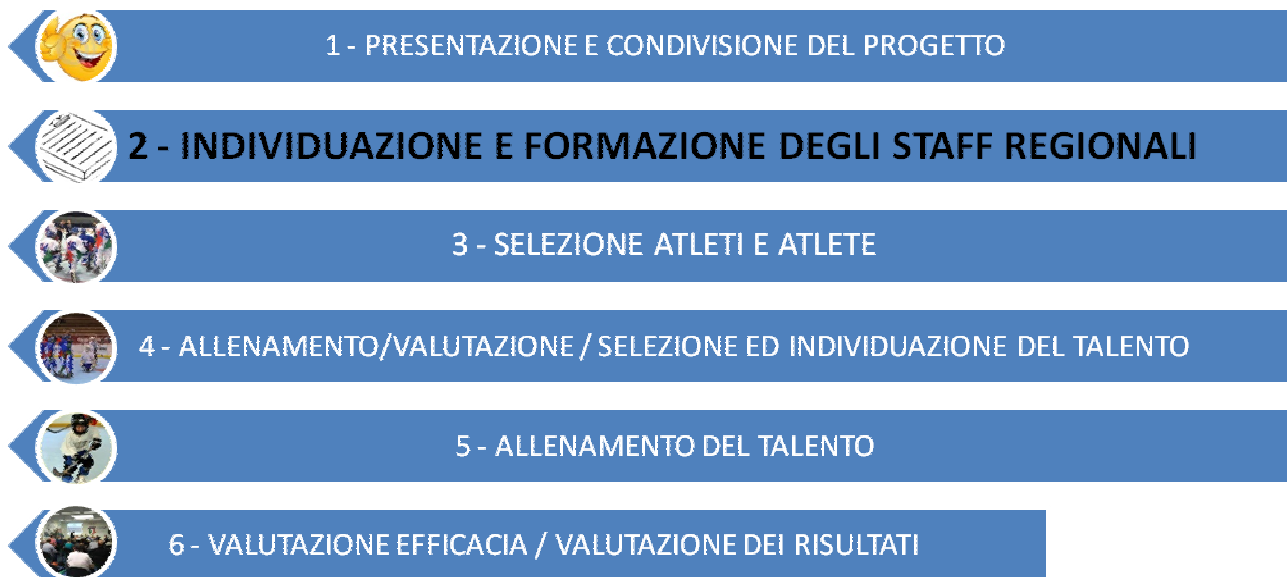 1 - PRESENTAZIONE E CONDIVISIONE DEL PROGETTO
2 - INDIVIDUAZIONE E FORMAZIONE DEGLI STAFF REGIONALI
3 - SELEZIONE ATLETI E ATLETE
4 - ALLENAMENTO/VALUTAZIONE / SELEZIONE ED INDIVIDUAZIONE DEL TALENTO
5 - ALLENAMENTO DEL TALENTO
6 - VALUTAZIONE EFFICACIA / VALUTAZIONE DEI RISULTATI